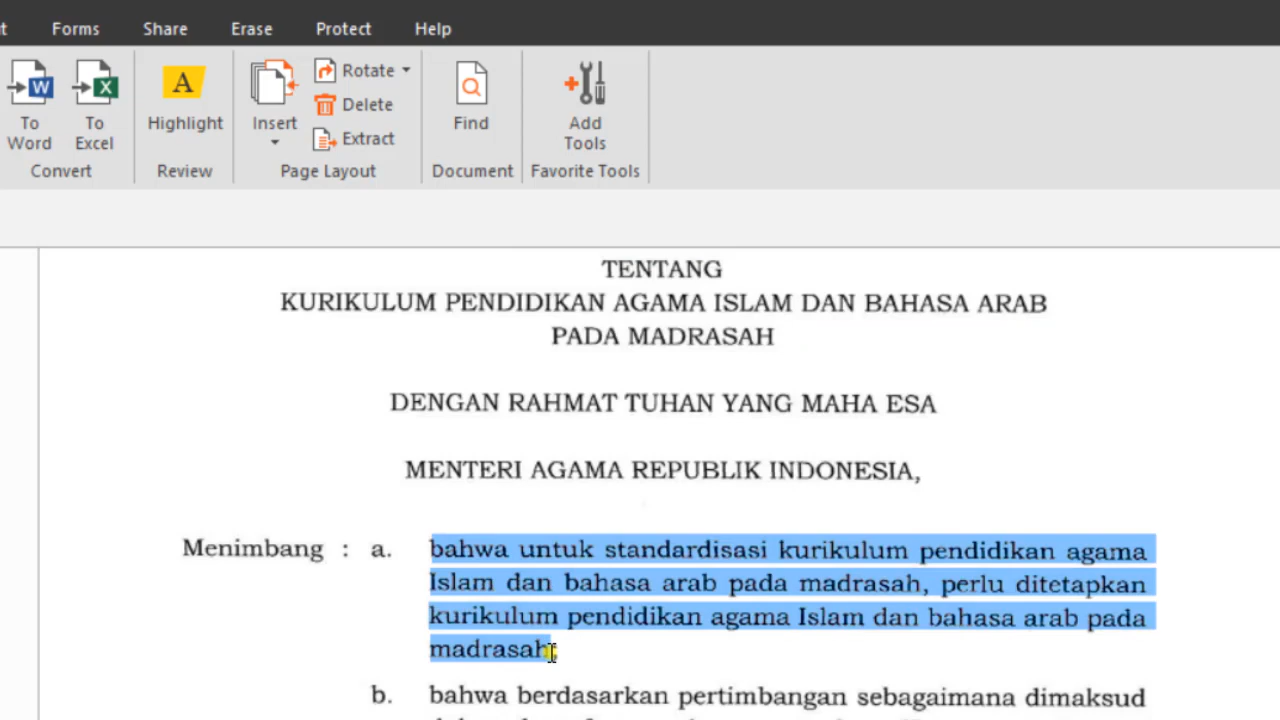 Forms Share Erase Protect Help
To Word
To Excel
Convert
A
Highlight
Review
Insert
Rotate
Delete
Extract
Page Layout
Find
Document
Add Tools
Favorite Tools
TENTANG
KURIKULUM PENDIDIKAN AGAMA ISLAM DAN BAHASA ARAB
PADA MADRASAH
DENGAN RAHMAT TUHAN YANG MAHA ESA
MENTERI AGAMA REPUBLIK INDONESIA,
Menimbang : a. bahwa untuk standardisasi kurikulum pendidikan agama
Islam dan bahasa arab pada madrasah, perlu ditetapkan
kurikulum pendidikan agama Islam dan bahasa arab pada
madrasah;
b. bahwa berdasarkan pertimbangan sebagaimana dimaksud